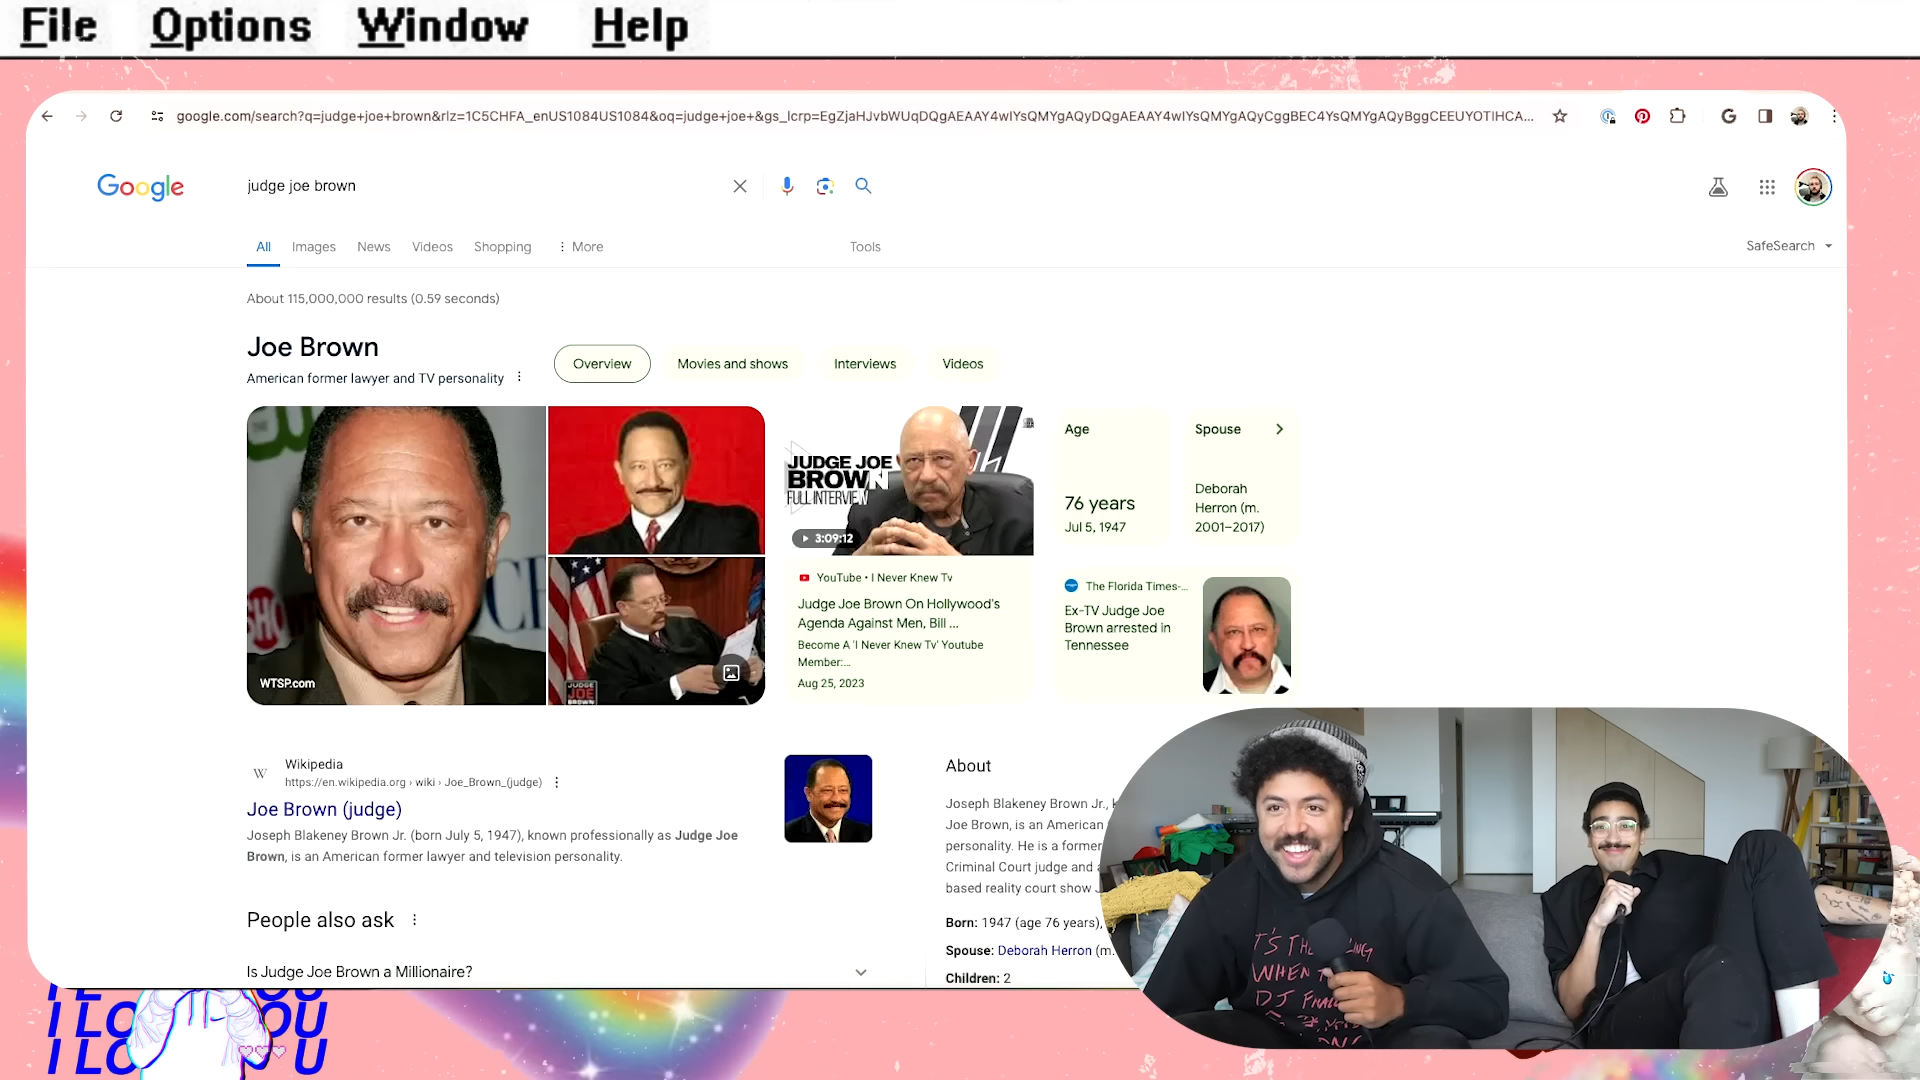 File Options Window Help
google.com/search?q=judge+joe+brown&rlz=1C5CHFA_enUS1084US1084&oq=judge+joe+&gs_lcrp=EgZjaHJvbWUqDQgAEAAY4wIYsQMYgAQyDQgAEAAY4wIYsQMYgAQyCggBEC4YsQMYgAQyBggCEEUYOTIHCA...
Google
judge joe brown
All Images News Videos Shopping More Tools
SafeSearch
About 115,000,000 results (0.59 seconds)
Joe Brown
American former lawyer and TV personality
Overview Movies and shows Interviews Videos
WTSP.com
JUDGE JOE
BROWN
JUDGE JOE
BROWN
FULL INTERVIEW
3:09:12
YouTube • I Never Knew Tv
Judge Joe Brown On Hollywood's
Agenda Against Men, Bill ...
Become A 'I Never Knew Tv' Youtube
Member:...
Aug 25, 2023
Age
76 years
Jul 5, 1947
Spouse
Deborah
Herron (m.
2001–2017)
The Florida Times-...
Ex-TV Judge Joe
Brown arrested in
Tennessee
W
Wikipedia
https://en.wikipedia.org › wiki › Joe_Brown_(judge)
Joe Brown (judge)
Joseph Blakeney Brown Jr. (born July 5, 1947), known professionally as Judge Joe
Brown, is an American former lawyer and television personality.
People also ask
Is Judge Joe Brown a Millionaire?
About
Joseph Blakeney Brown Jr.,
Joe Brown, is an American
personality. He is a former
Criminal Court judge and
based reality court show
Born: 1947 (age 76 years),
Spouse: Deborah Herron (m.
Children: 2
WHEN
DJ